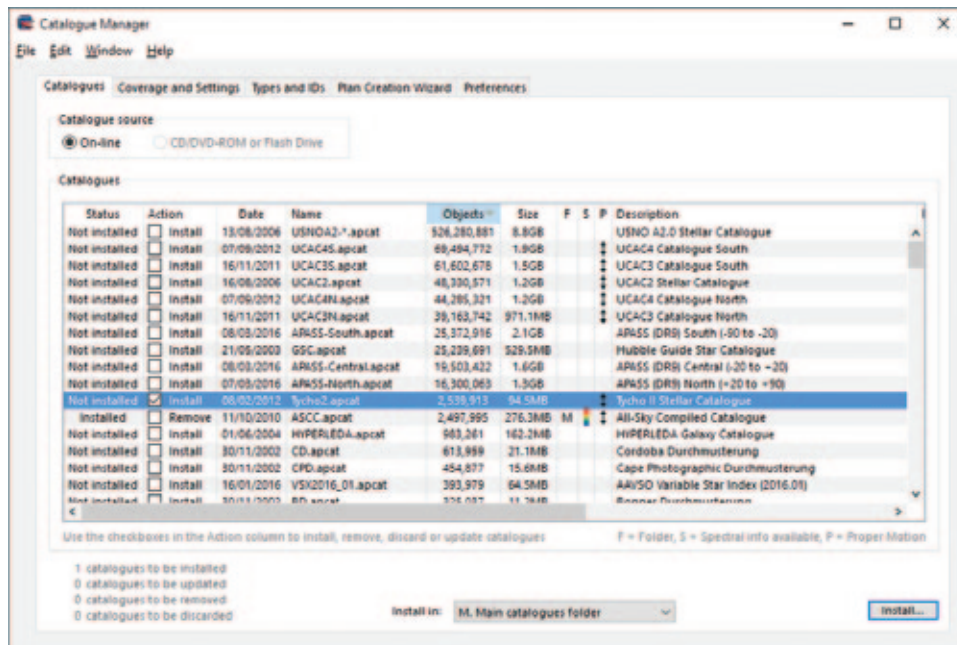 Catalogue Manager
File Edit Window Help
Catalogues Coverage and Settings Types and IDs Plan Creation Wizard Preferences
Catalogue source
On-line CD/DVD-ROM or Flash Drive
Catalogues
Status Action Date Name Objects Size F S P Description
Not installed Install 13/08/2006 USNOA2-*.apcat 526,280,881 8.8GB USNO A2.0 Stellar Catalogue
Not installed Install 07/09/2012 UCAC4S.apcat 69,494,772 1.9GB UCAC4 Catalogue South
Not installed Install 16/11/2011 UCAC3S.apcat 61,602,678 1.5GB UCAC3 Catalogue South
Not installed Install 16/08/2006 UCAC2.apcat 48,330,571 1.2GB UCAC2 Stellar Catalogue
Not installed Install 07/09/2012 UCAC4N.apcat 44,285,321 1.2GB UCAC4 Catalogue North
Not installed Install 16/11/2011 UCAC3N.apcat 39,163,742 971.1MB UCAC3 Catalogue North
Not installed Install 08/03/2016 APASS-South.apcat 25,372,916 2.1GB APASS (DR9) South (-90 to -20)
Not installed Install 21/05/2003 GSC.apcat 25,239,691 529.5MB Hubble Guide Star Catalogue
Not installed Install 08/03/2016 APASS-Central.apcat 19,503,422 1.6GB APASS (DR9) Central (-20 to +20)
Not installed Install 07/03/2016 APASS-North.apcat 16,300,063 1.3GB APASS (DR9) North (+20 to +90)
Not installed Install 08/02/2012 Tycho2.apcat 2,539,913 94.5MB Tycho II Stellar Catalogue
Installed Remove 11/10/2010 ASCC.apcat 2,497,995 276.3MB M All-Sky Compiled Catalogue
Not installed Install 01/06/2004 HYPERLEDA.apcat 983,261 162.2MB HYPERLEDA Galaxy Catalogue
Not installed Install 30/11/2002 CD.apcat 613,959 21.1MB Cordoba Durchmusterung
Not installed Install 30/11/2002 CPD.apcat 454,877 15.6MB Cape Photographic Durchmusterung
Not installed Install 16/01/2016 VSX2016_01.apcat 393,979 64.5MB AAVSO Variable Star Index (2016.01)
Not installed Install 30/11/2002 BD.apcat 11.2MB Bonner Durchmusterung
Use the checkboxes in the Action column to install, remove, discard or update catalogues F = Folder, S = Spectral info available, P = Proper Motion
1 catalogues to be installed
0 catalogues to be updated
0 catalogues to be removed
0 catalogues to be discarded
Install in: M. Main catalogues folder Install...